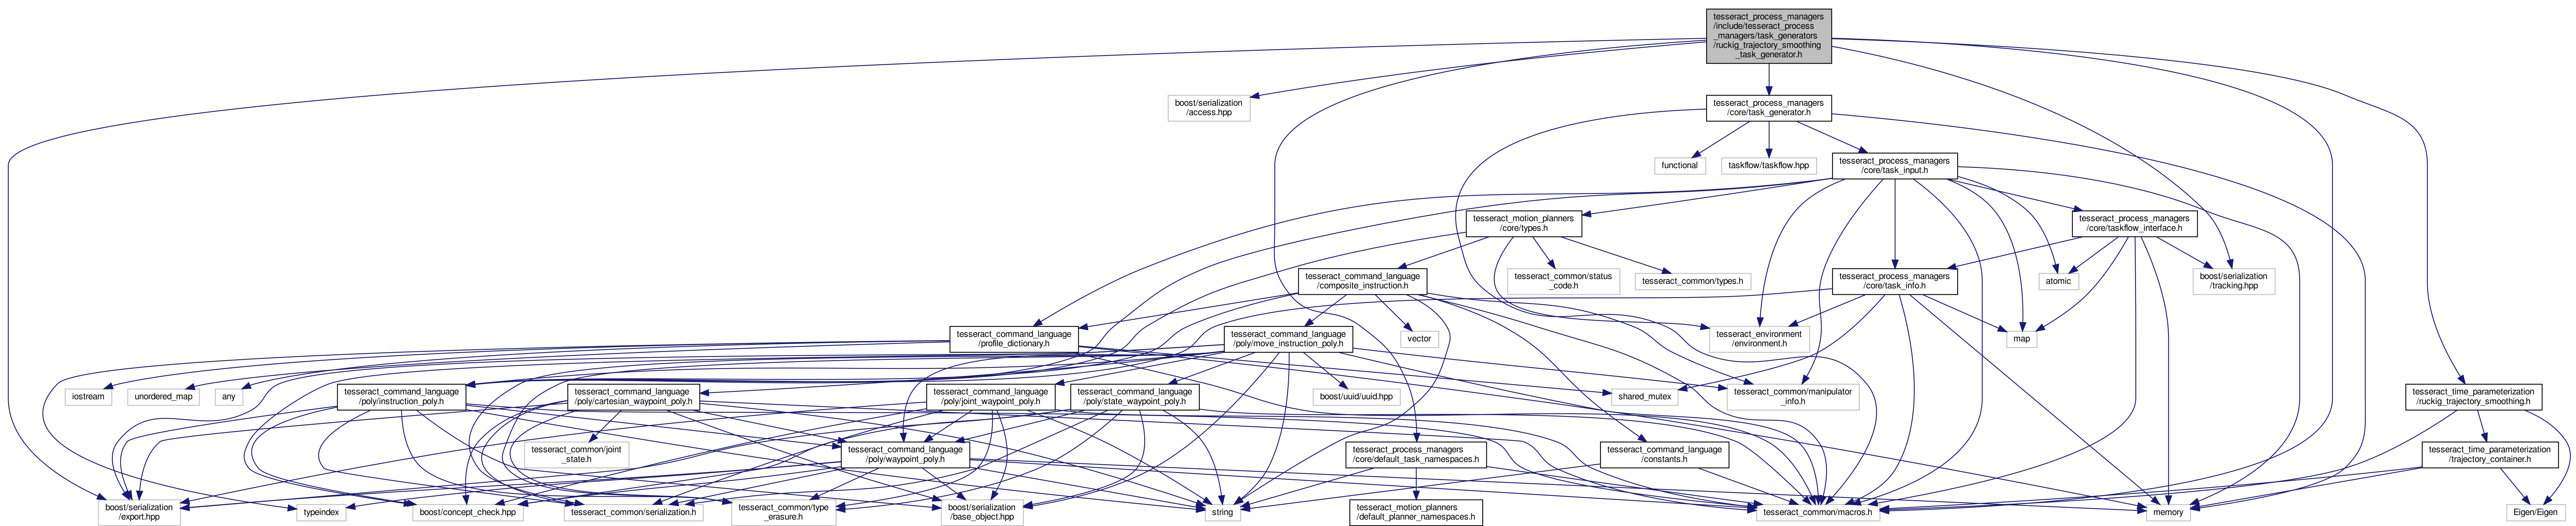 tesseract_process_managers
/include/tesseract_process
_managers/task_generators
/ruckig_trajectory_smoothing
_task_generator.h
boost/serialization
/access.hpp
tesseract_process_managers
/core/task_generator.h
functional
taskflow/taskflow.hpp
tesseract_process_managers
/core/task_input.h
tesseract_motion_planners
/core/types.h
tesseract_process_managers
/core/taskflow_interface.h
tesseract_command_language
/composite_instruction.h
tesseract_common/status
_code.h
tesseract_common/types.h
tesseract_process_managers
/core/task_info.h
atomic
boost/serialization
/tracking.hpp
tesseract_command_language
/profile_dictionary.h
tesseract_command_language
/poly/move_instruction_poly.h
vector
tesseract_environment
/environment.h
map
iostream
unordered_map
any
tesseract_command_language
/poly/instruction_poly.h
tesseract_command_language
/poly/cartesian_waypoint_poly.h
tesseract_command_language
/poly/joint_waypoint_poly.h
tesseract_command_language
/poly/state_waypoint_poly.h
boost/uuid/uuid.hpp
shared_mutex
tesseract_common/manipulator
_info.h
tesseract_time_parameterization
/ruckig_trajectory_smoothing.h
tesseract_common/joint
_state.h
tesseract_command_language
/poly/waypoint_poly.h
tesseract_process_managers
/core/default_task_namespaces.h
tesseract_command_language
/constants.h
tesseract_time_parameterization
/trajectory_container.h
boost/serialization
/export.hpp
typeindex
boost/concept_check.hpp
tesseract_common/serialization.h
tesseract_common/type
_erasure.h
boost/serialization
/base_object.hpp
string
tesseract_motion_planners
/default_planner_namespaces.h
tesseract_common/macros.h
memory
Eigen/Eigen